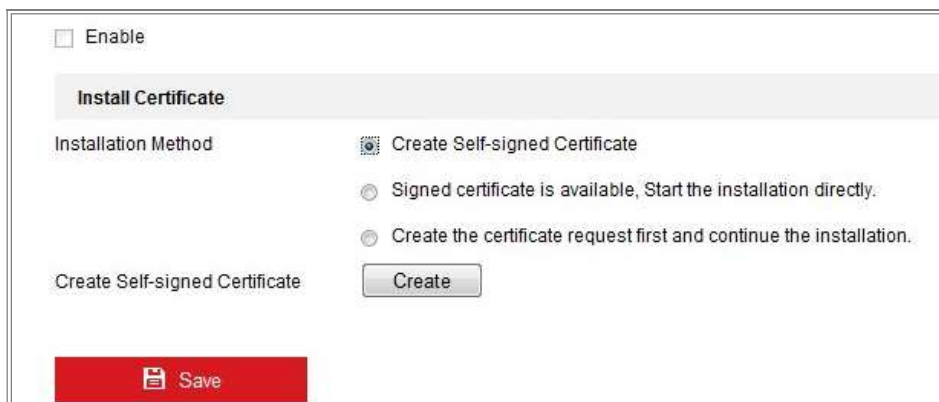 Enable
Install Certificate
Installation Method
Create Self-signed Certificate
Signed certificate is available, Start the installation directly.
Create the certificate request first and continue the installation.
Create Self-signed Certificate
Create
Save